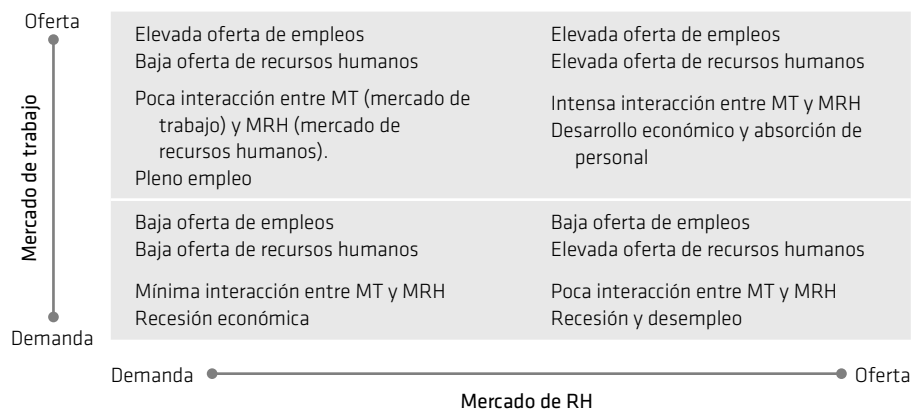 Oferta
Mercado de trabajo
Demanda
Elevada oferta de empleos
Baja oferta de recursos humanos
Poca interacción entre MT (mercado de
trabajo) y MRH (mercado de
recursos humanos).
Pleno empleo
Elevada oferta de empleos
Elevada oferta de recursos humanos
Intensa interacción entre MT y MRH
Desarrollo económico y absorción de
personal
Baja oferta de empleos
Baja oferta de recursos humanos
Mínima interacción entre MT y MRH
Recesión económica
Baja oferta de empleos
Elevada oferta de recursos humanos
Poca interacción entre MT y MRH
Recesión y desempleo
Demanda
Oferta
Mercado de RH